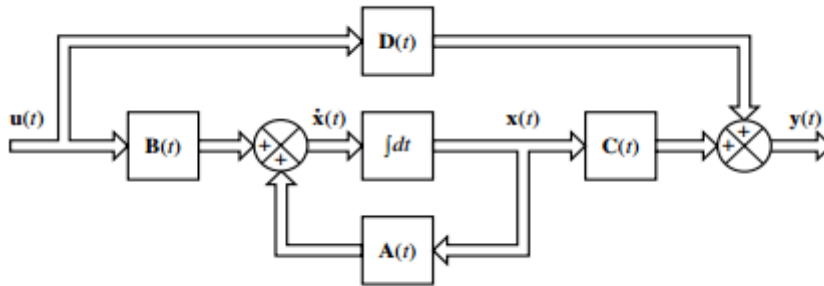 D(t)
u(t) ẋ(t) x(t) y(t)
B(t) + + ∫dt C(t) + +
A(t)